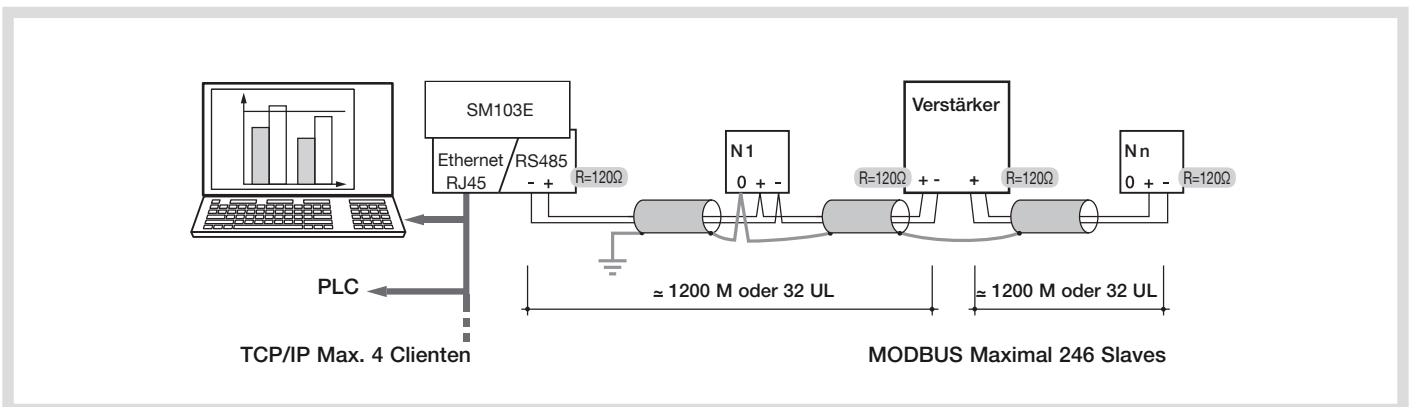 SM103E
Ethernet RS485
RJ45 - + R=120Ω
N1
0 + -
Verstärker
R=120Ω + - + R=120Ω
Nn
0 + - R=120Ω
PLC
≃ 1200 M oder 32 UL
≃ 1200 M oder 32 UL
TCP/IP Max. 4 Clienten
MODBUS Maximal 246 Slaves